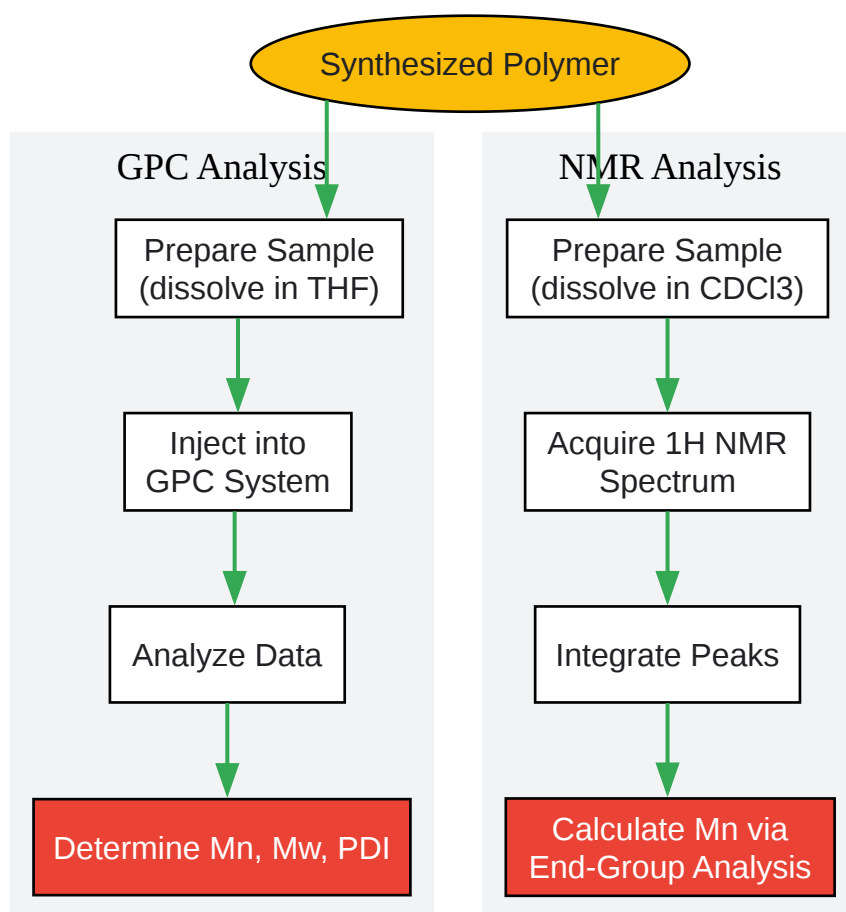 Synthesized Polymer
GPC Analysis
Prepare Sample
(dissolve in THF)
Inject into
GPC System
Analyze Data
Determine Mn, Mw, PDI
NMR Analysis
Prepare Sample
(dissolve in CDCl3)
Acquire 1H NMR
Spectrum
Integrate Peaks
Calculate Mn via
End-Group Analysis